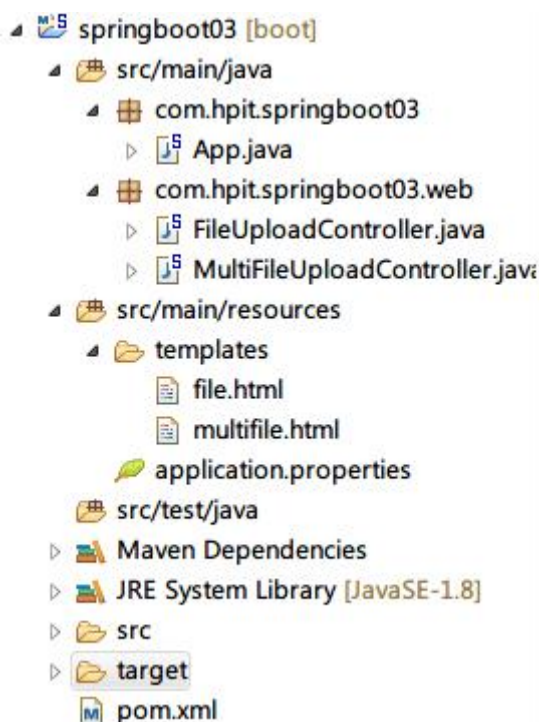 springboot03 [boot]
src/main/java
com.hpit.springboot03
App.java
com.hpit.springboot03.web
FileUploadController.java
MultiFileUploadController.java
src/main/resources
templates
file.html
multifile.html
application.properties
src/test/java
Maven Dependencies
JRE System Library [JavaSE-1.8]
src
target
pom.xml